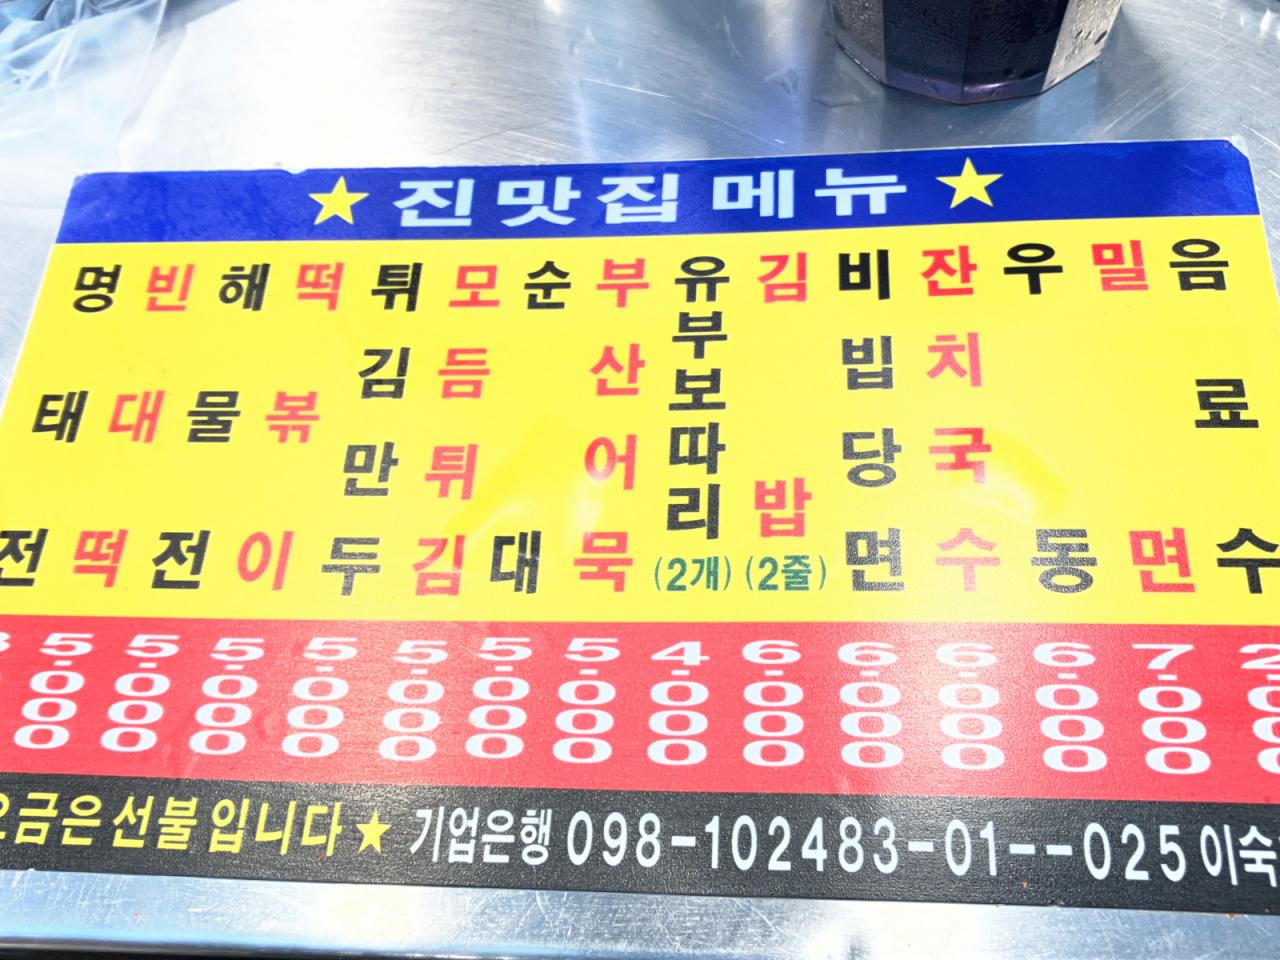 ★ 진맛집 메뉴 ★
명태전
빈대떡
해물전
떡볶이
튀김만두
모듬튀김
순대
부산어묵
유부보따리(2개)
김밥(2줄)
비빕당면
잔치국수
우동
밀면
음료수
5.000
5.000
5.000
5.000
5.000
5.000
5.000
4.000
6.000
6.000
6.000
6.000
7.000
2.000
요금은 선불입니다★ 기업은행 098-102483-01--025 이숙